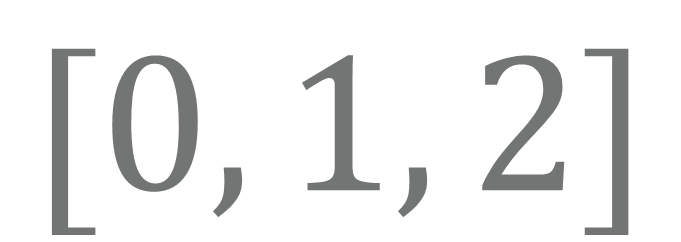 [0, 1, 2]